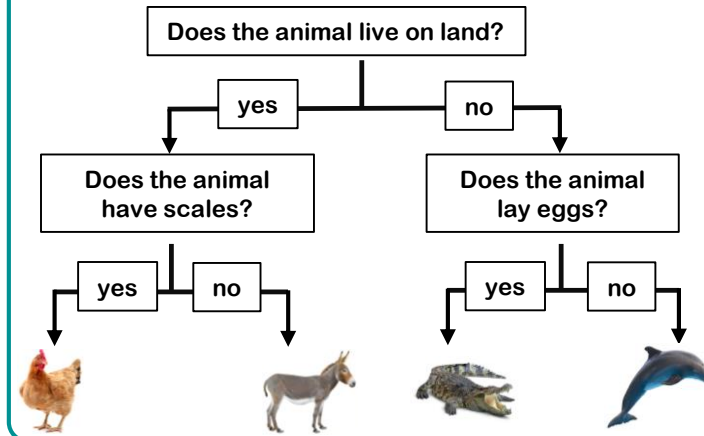 Does the animal live on land?
yes
no
Does the animal
have scales?
Does the animal
lay eggs?
yes
no
yes
no